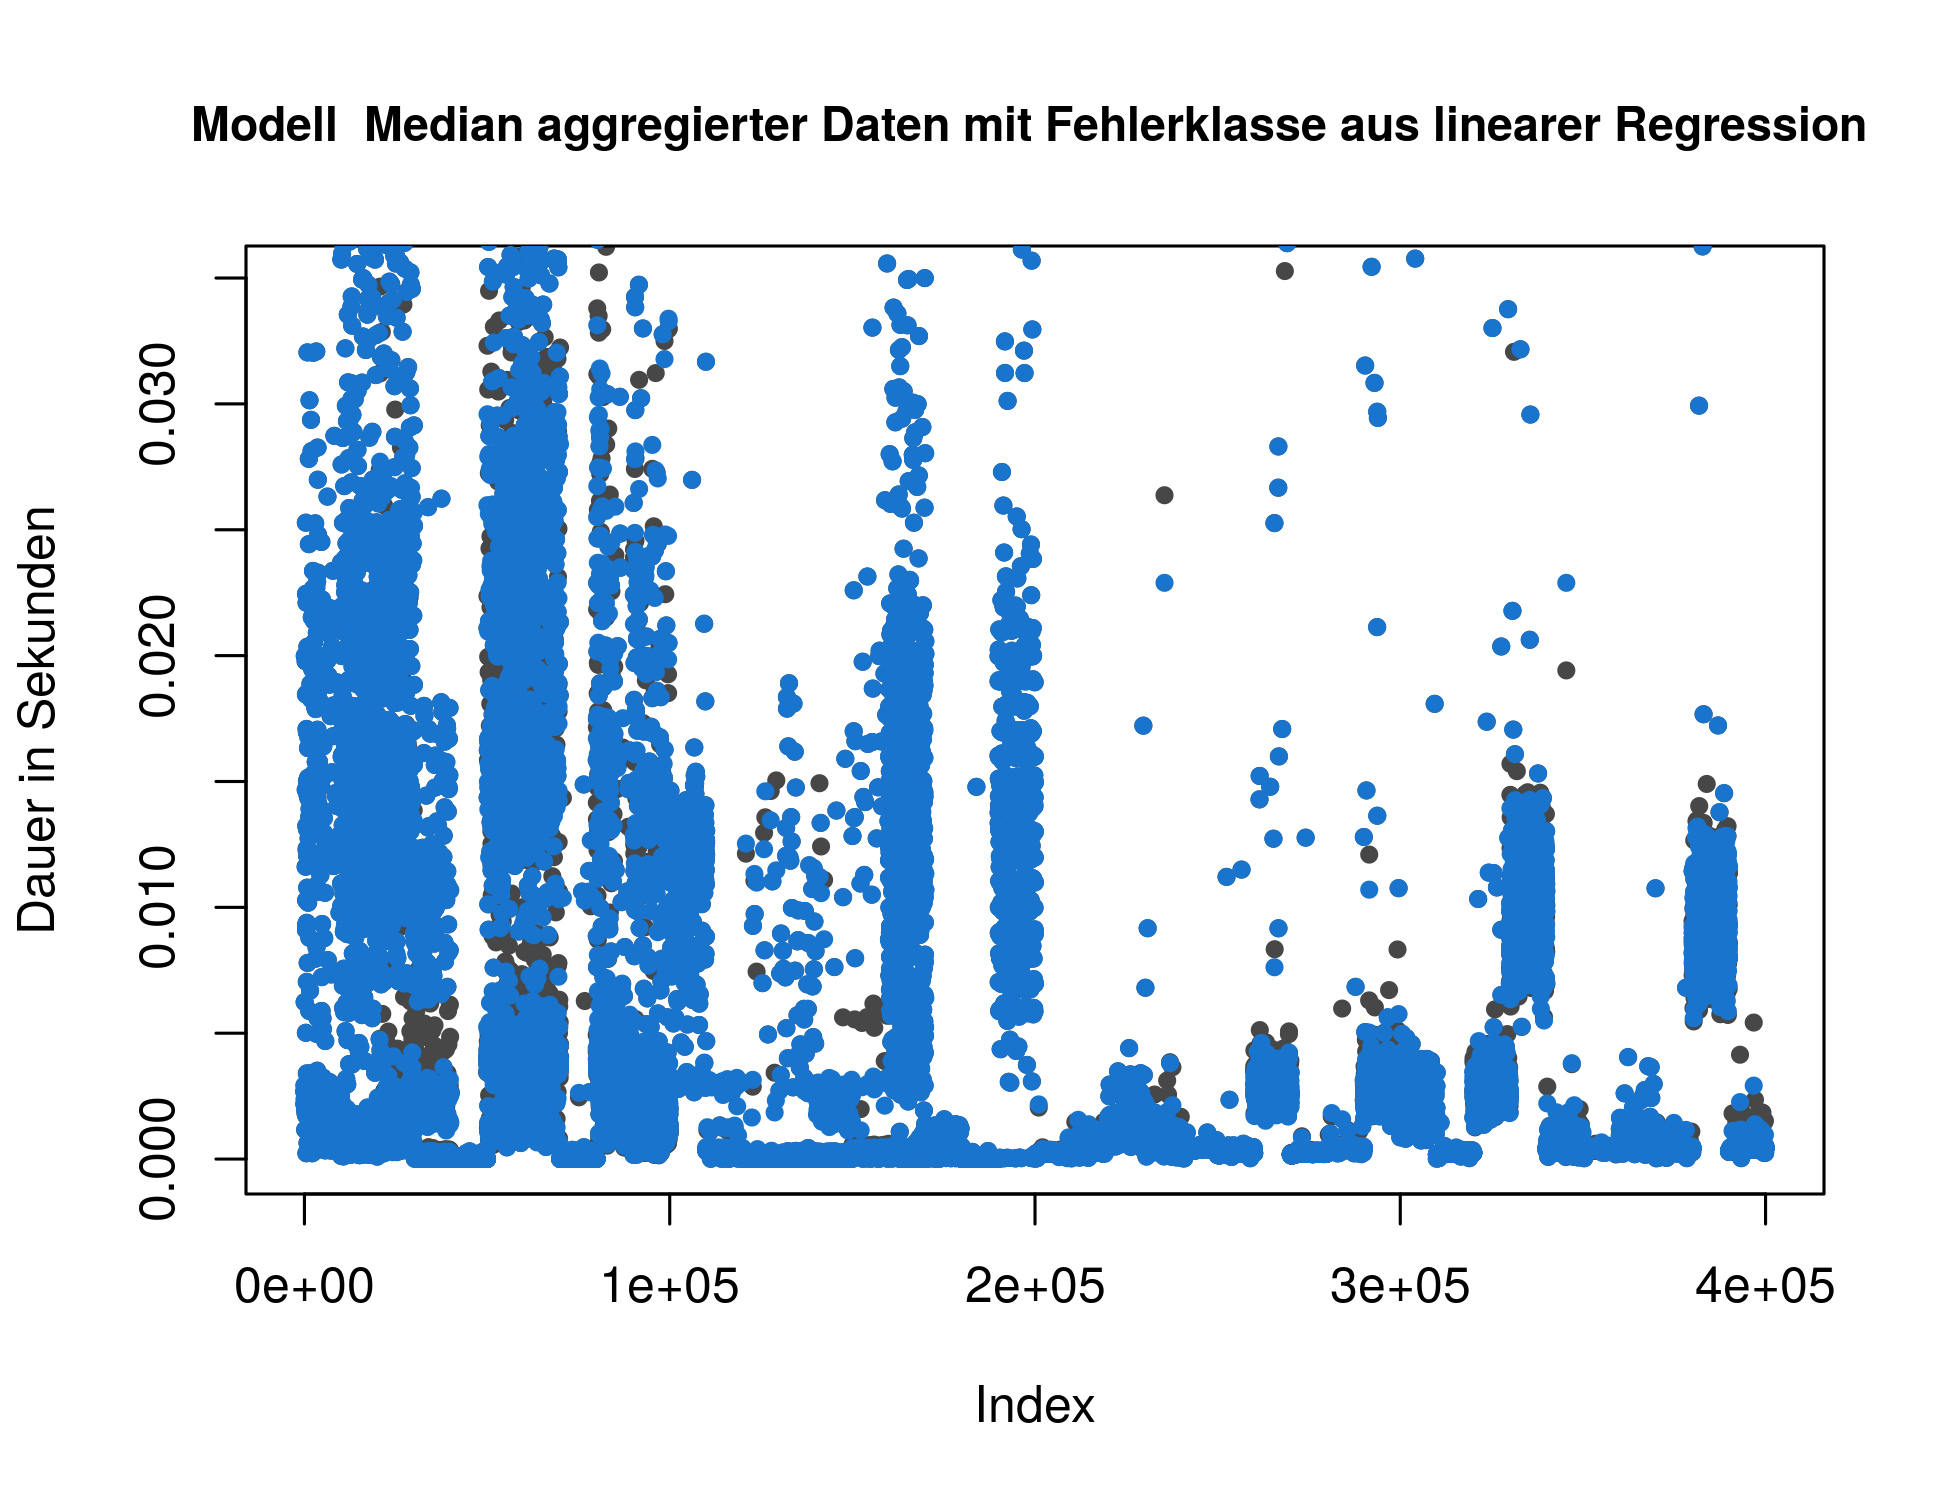 Modell  Median aggregierter Daten mit Fehlerklasse aus linearer Regression
Dauer in Sekunden
0.030
0.020
0.010
0.000
0e+00 1e+05 2e+05 3e+05 4e+05
Index